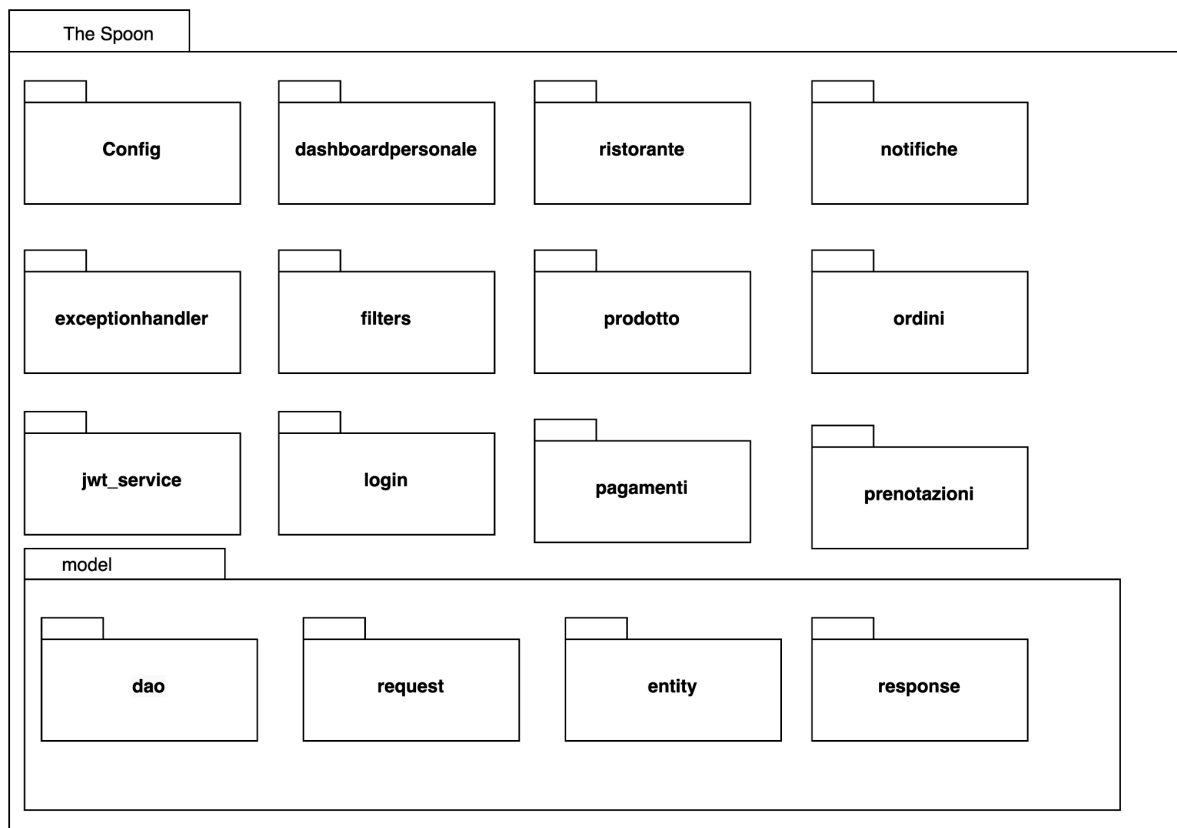 The Spoon
Config
dashboardpersonale
ristorante
notifiche
exceptionhandler
filters
prodotto
ordini
jwt_service
login
pagamenti
prenotazioni
model
dao
request
entity
response